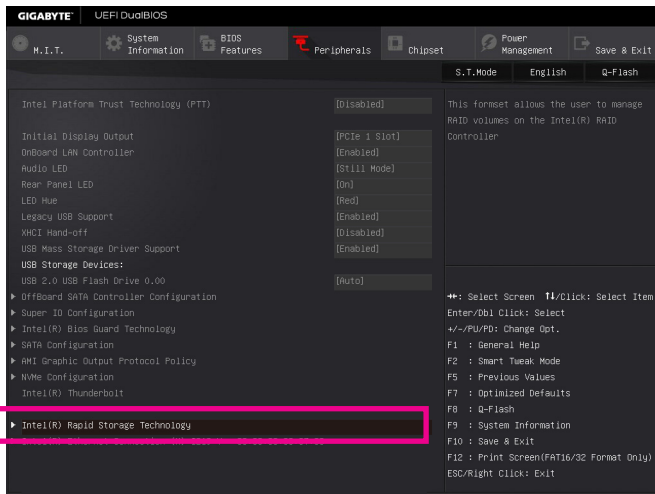 GIGABYTE™ UEFI DualBIOS
M.I.T.
System Information
BIOS Features
Peripherals
Chipset
Power Management
Save & Exit
S.T.Mode English Q-Flash
Intel Platform Trust Technology (PTT) [Disabled]
Initial Display Output [PCIe 1 Slot]
OnBoard LAN Controller [Enabled]
Audio LED [Still Mode]
Rear Panel LED [On]
LED Hue [Red]
Legacy USB Support [Enabled]
XHCI Hand-off [Disabled]
USB Mass Storage Driver Support [Enabled]
USB Storage Devices:
USB 2.0 USB Flash Drive 0.00 [Auto]
OffBoard SATA Controller Configuration
Super IO Configuration
Intel(R) Bios Guard Technology
SATA Configuration
AMI Graphic Output Protocol Policy
NVMe Configuration
Intel(R) Thunderbolt
Intel(R) Rapid Storage Technology
This formset allows the user to manage
RAID volumes on the Intel(R) RAID
Controller
: Select Screen ↑↓/Click: Select Item
Enter/Dbl Click: Select
+/-/PU/PD: Change Opt.
F1 : General Help
F2 : Smart Tweak Mode
F5 : Previous Values
F7 : Optimized Defaults
F8 : Q-Flash
F9 : System Information
F10 : Save & Exit
F12 : Print Screen(FAT16/32 Format Only)
ESC/Right Click: Exit